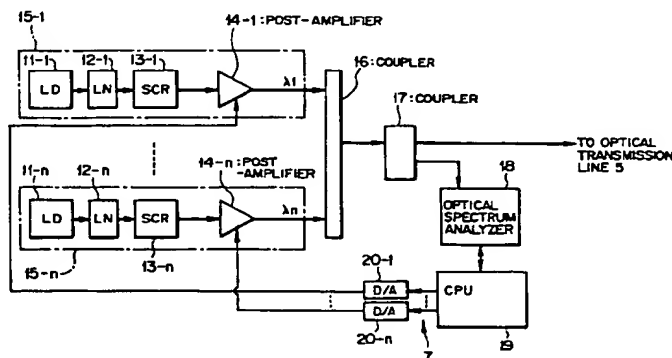 15-1
14-1:POST-AMPLIFIER
11-1
12-1
13-1
LD
LN
SCR
λ1
16:COUPLER
17:COUPLER
TO OPTICAL
TRANSMISSION
LINE 5
14-n:POST
-AMPLIFIER
11-n
12-n
LD
LN
SCR
λn
13-n
15-n
18
OPTICAL
SPECTRUM
ANALYZER
20-1
D/A
D/A
20-n
CPU
7
19